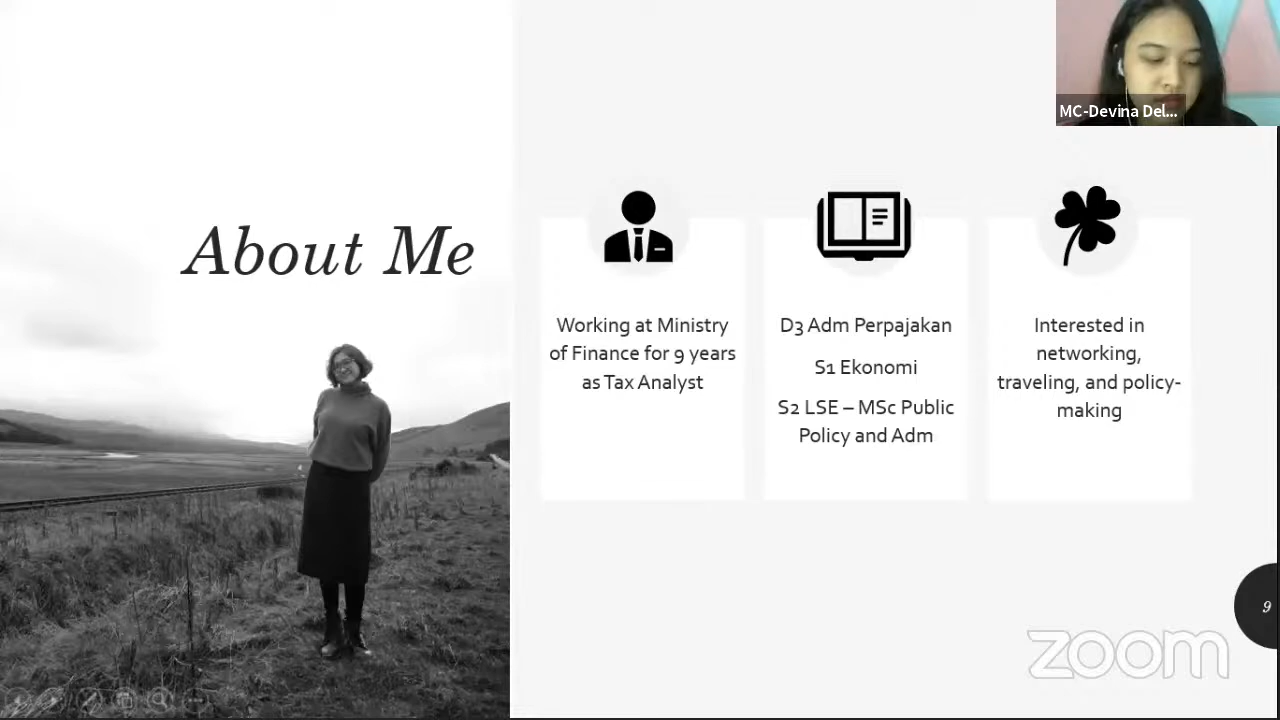 MC-Devina Del...
About Me
Working at Ministry
of Finance for 9 years
as Tax Analyst
D3 Adm Perpajakan
S1 Ekonomi
S2 LSE – MSc Public
Policy and Adm
Interested in
networking,
traveling, and policy-
making
9
zoom